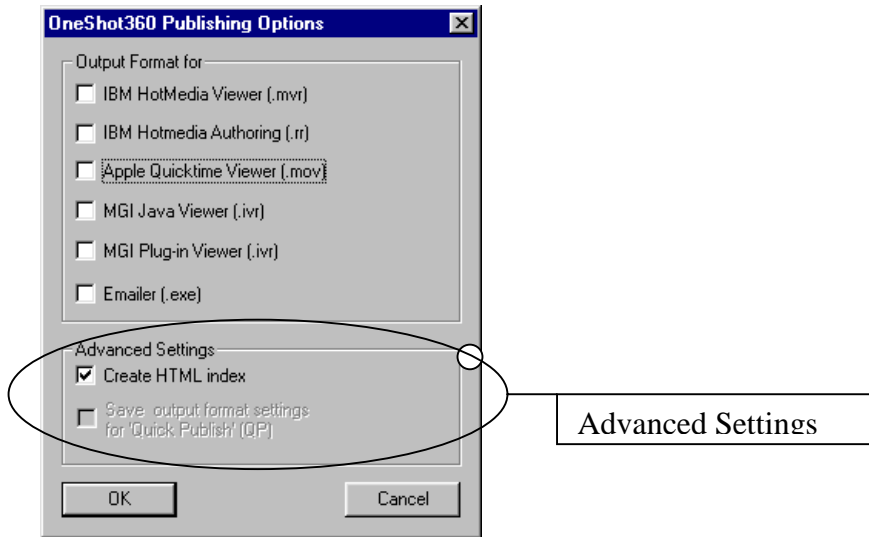 OneShot360 Publishing Options
Output Format for
IBM HotMedia Viewer (.mvr)
IBM Hotmedia Authoring (.rr)
Apple Quicktime Viewer (.mov)
MGI Java Viewer (.ivr)
MGI Plug-in Viewer (.ivr)
Emailer (.exe)
Advanced Settings
Create HTML index
Save output format settings
for 'Quick Publish' (QP)
Advanced Settings
OK
Cancel